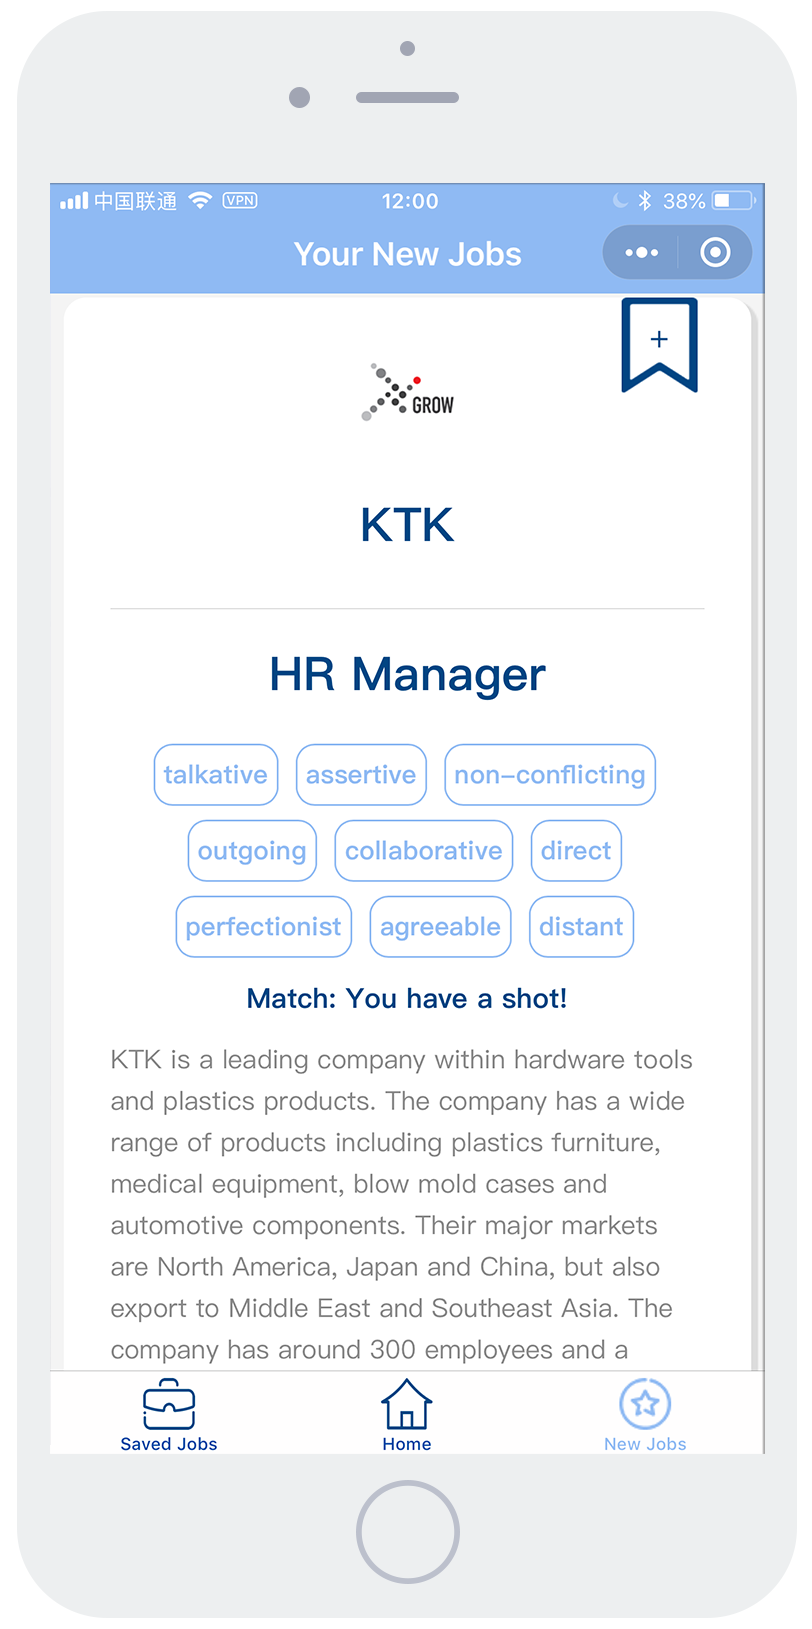 中国联通 VPN 12:00 38%
Your New Jobs
+
GROW
KTK
HR Manager
talkative assertive non-conflicting
outgoing collaborative direct
perfectionist agreeable distant
Match: You have a shot!
KTK is a leading company within hardware tools
and plastics products. The company has a wide
range of products including plastics furniture,
medical equipment, blow mold cases and
automotive components. Their major markets
are North America, Japan and China, but also
export to Middle East and Southeast Asia. The
company has around 300 employees and a
Saved Jobs Home New Jobs